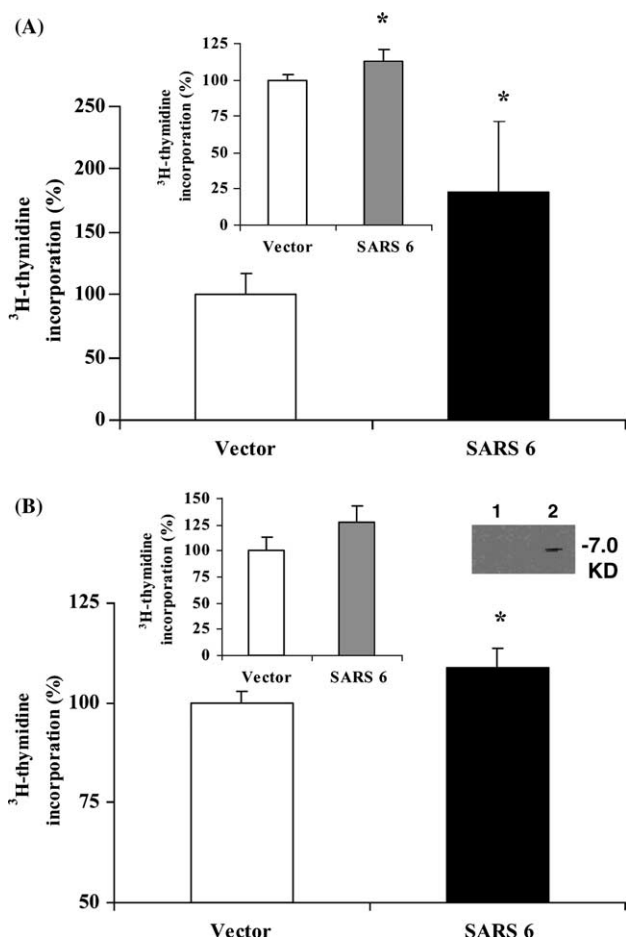 (A)
*
125
100
75
50
25
0
³H-thymidine
incorporation (%)
Vector
SARS 6
*
250
200
150
100
50
0
³H-thymidine
incorporation (%)
Vector
SARS 6
(B)
150
125
100
75
125
50
125
0
³H-thymidine
incorporation (%)
Vector
SARS 6
1 2
-7.0
KD
*
125
100
75
50
³H-thymidine
incorporation (%)
Vector
SARS 6